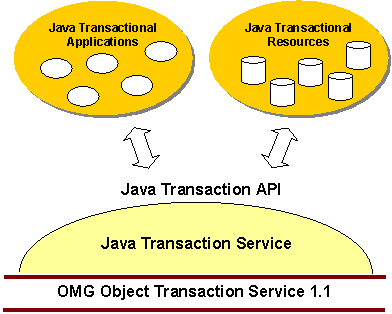 Java Transactional
Applications
Java Transactional
Resources
Java Transaction API
Java Transaction Service
OMG Object Transaction Service 1.1